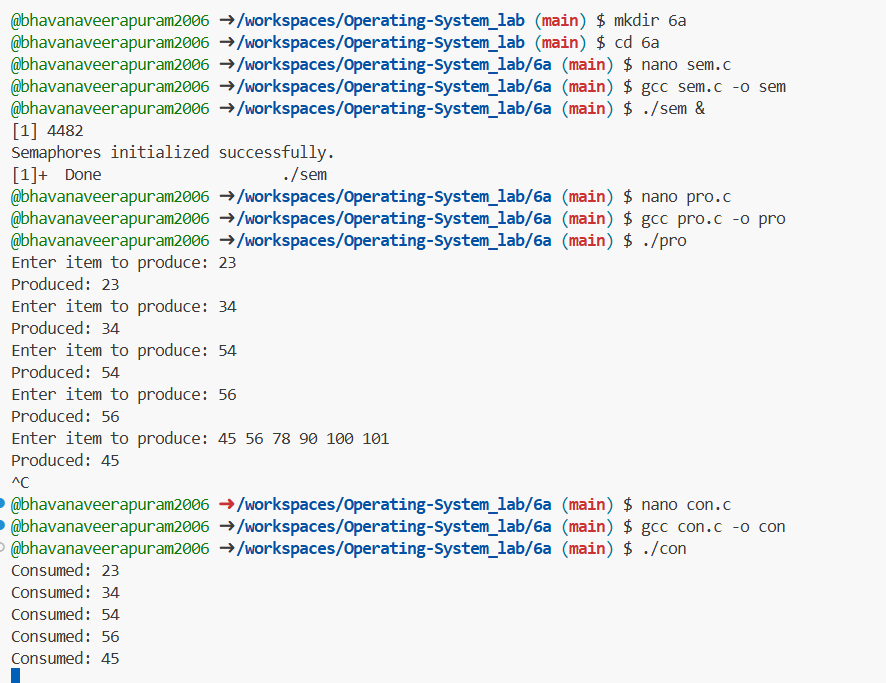 @bhavanaveerapuram2006 ➜/workspaces/Operating-System_lab (main) $ mkdir 6a
@bhavanaveerapuram2006 ➜/workspaces/Operating-System_lab (main) $ cd 6a
@bhavanaveerapuram2006 ➜/workspaces/Operating-System_lab/6a (main) $ nano sem.c
@bhavanaveerapuram2006 ➜/workspaces/Operating-System_lab/6a (main) $ gcc sem.c -o sem
@bhavanaveerapuram2006 ➜/workspaces/Operating-System_lab/6a (main) $ ./sem &
[1] 4482
Semaphores initialized successfully.
[1]+  Done                    ./sem
@bhavanaveerapuram2006 ➜/workspaces/Operating-System_lab/6a (main) $ nano pro.c
@bhavanaveerapuram2006 ➜/workspaces/Operating-System_lab/6a (main) $ gcc pro.c -o pro
@bhavanaveerapuram2006 ➜/workspaces/Operating-System_lab/6a (main) $ ./pro
Enter item to produce: 23
Produced: 23
Enter item to produce: 34
Produced: 34
Enter item to produce: 54
Produced: 54
Enter item to produce: 56
Produced: 56
Enter item to produce: 45 56 78 90 100 101
Produced: 45
^C
@bhavanaveerapuram2006 ➜/workspaces/Operating-System_lab/6a (main) $ nano con.c
@bhavanaveerapuram2006 ➜/workspaces/Operating-System_lab/6a (main) $ gcc con.c -o con
@bhavanaveerapuram2006 ➜/workspaces/Operating-System_lab/6a (main) $ ./con
Consumed: 23
Consumed: 34
Consumed: 54
Consumed: 56
Consumed: 45